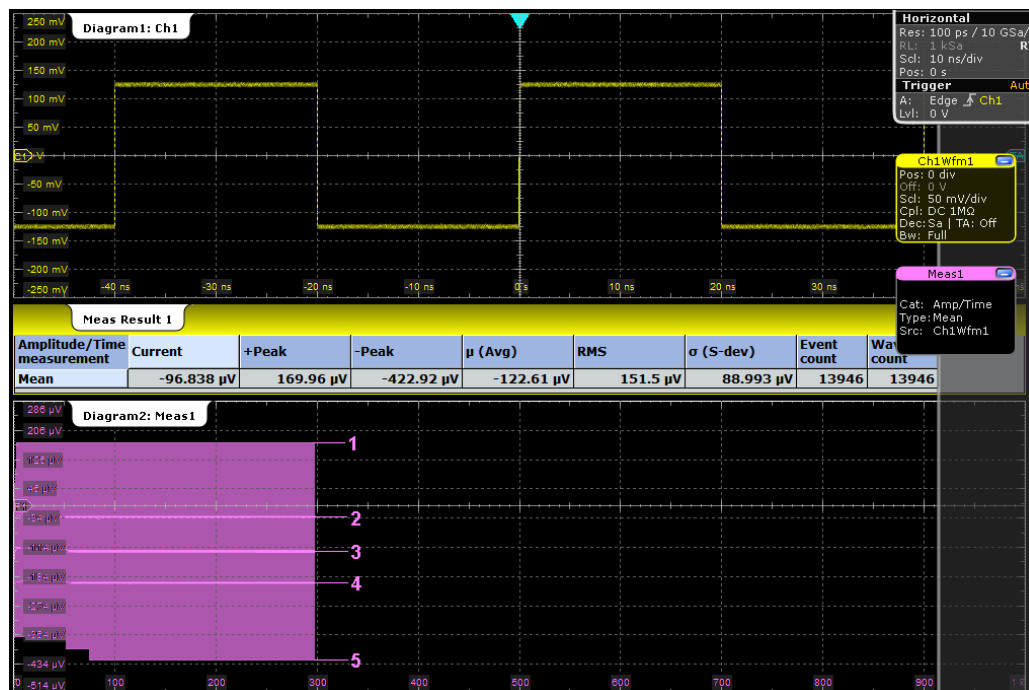 250 mV
Diagram1: Ch1
200 mV
150 mV
100 mV
50 mV
C1
-50 mV
-100 mV
-150 mV
-200 mV
-250 mV
-40 ns
-20 ns
0 s
10 ns
20 ns
30 ns
Horizontal
Res: 100 ps / 10 GSa/
RL: 1 kSa R
Scl: 10 ns/div
Pos: 0 s
Trigger Aut
A: Edge Ch1
Lvl: 0 V
TA
Ch1Wfm1
Pos: 0 div
Off: 0 V
Scl: 50 mV/div
Cpl: DC 1MΩ
Dec: Sa | TA: Off
Bw: Full
Meas1
Cat: Amp/Time
Type: Mean
Src: Ch1Wfm1
Meas Result 1
Amplitude/Time measurement Current +Peak -Peak μ (Avg) RMS σ (S-dev) Event count Wav count
Mean -96.838 μV 169.96 μV -422.92 μV -122.61 μV 151.5 μV 88.993 μV 13946 13946
286 μV
Diagram2: Meas1
206 μV
1
2
3
4
5
-434 μV
-514 μV
0
100
200
300
400
500
600
700
800
900